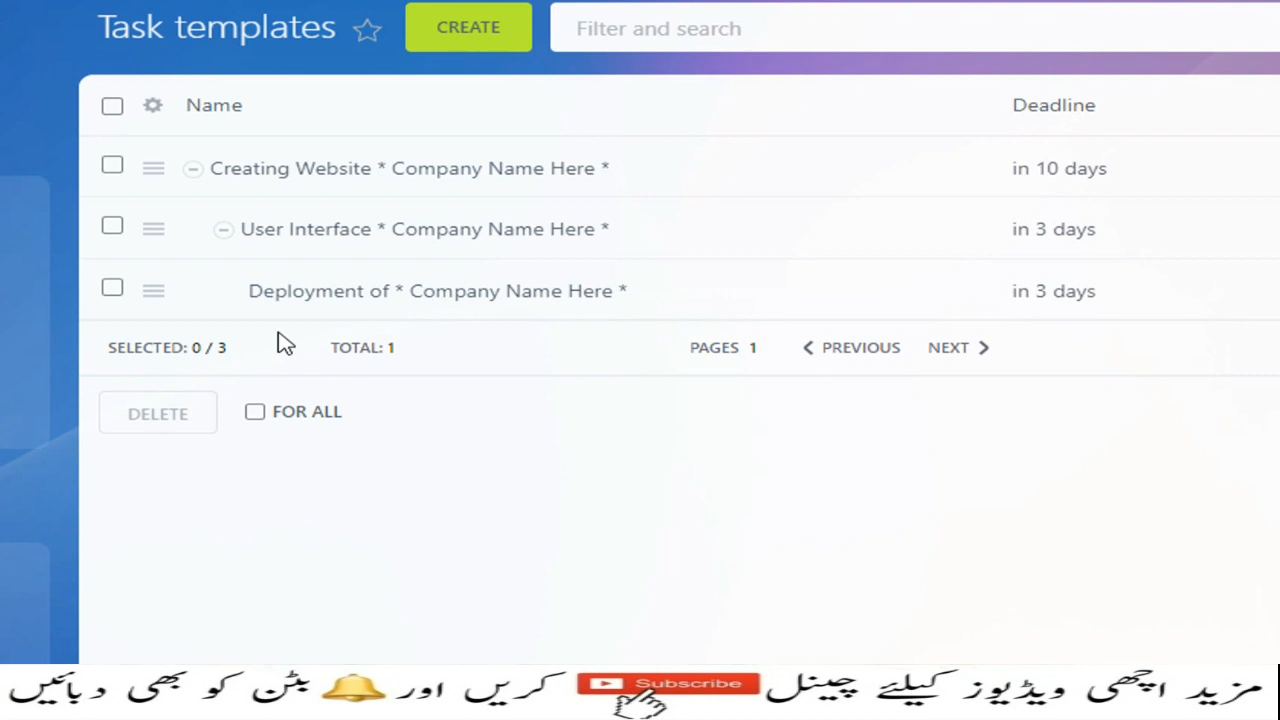 Task templates CREATE Filter and search
Name Deadline
Creating Website * Company Name Here * in 10 days
User Interface * Company Name Here * in 3 days
Deployment of * Company Name Here * in 3 days
SELECTED: 0 / 3 TOTAL: 1 PAGES 1 PREVIOUS NEXT
DELETE FOR ALL
مزید اچھی ویڈیوز کیلئے چینل Subscribe کریں اور بٹن کو بھی دبائیں